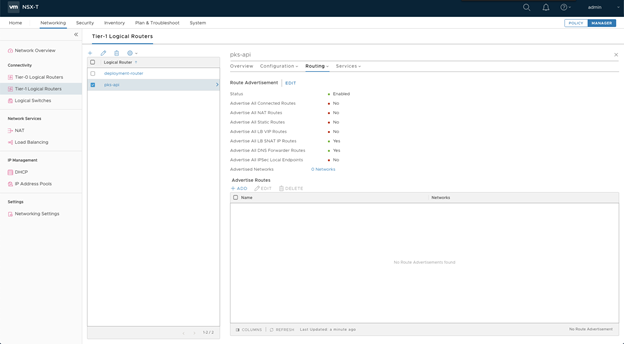 vm NSX-T
admin
Home Networking Security Inventory Plan & Troubleshoot System
POLICY MANAGER
Network Overview
Connectivity
Tier-0 Logical Routers
Tier-1 Logical Routers
Logical Switches
Network Services
NAT
Load Balancing
IP Management
DHCP
IP Address Pools
Settings
Networking Settings
Tier-1 Logical Routers
Logical Router
deployment-router
pks-api
pks-api
Overview Configuration Routing Services
Route Advertisement EDIT
Status Enabled
Advertise All Connected Routes No
Advertise All NAT Routes No
Advertise All Static Routes No
Advertise All LB VIP Routes No
Advertise All LB SNAT IP Routes Yes
Advertise All DNS Forwarder Routes Yes
Advertise All IPSec Local Endpoints No
Advertised Networks 0 Networks
Advertise Routes
+ ADD EDIT DELETE
Name Networks
No Route Advertisements found
COLUMNS REFRESH Last Updated: a minute ago No Route Advertisement